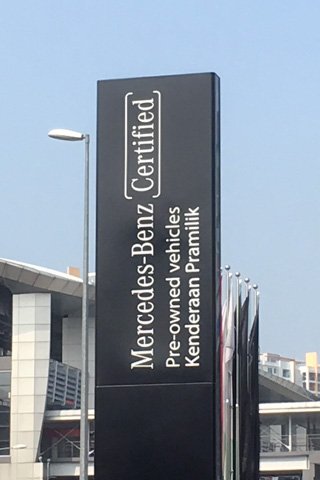 Mercedes-Benz [Certified]
Pre-owned vehicles
Kenderaan Pramilik